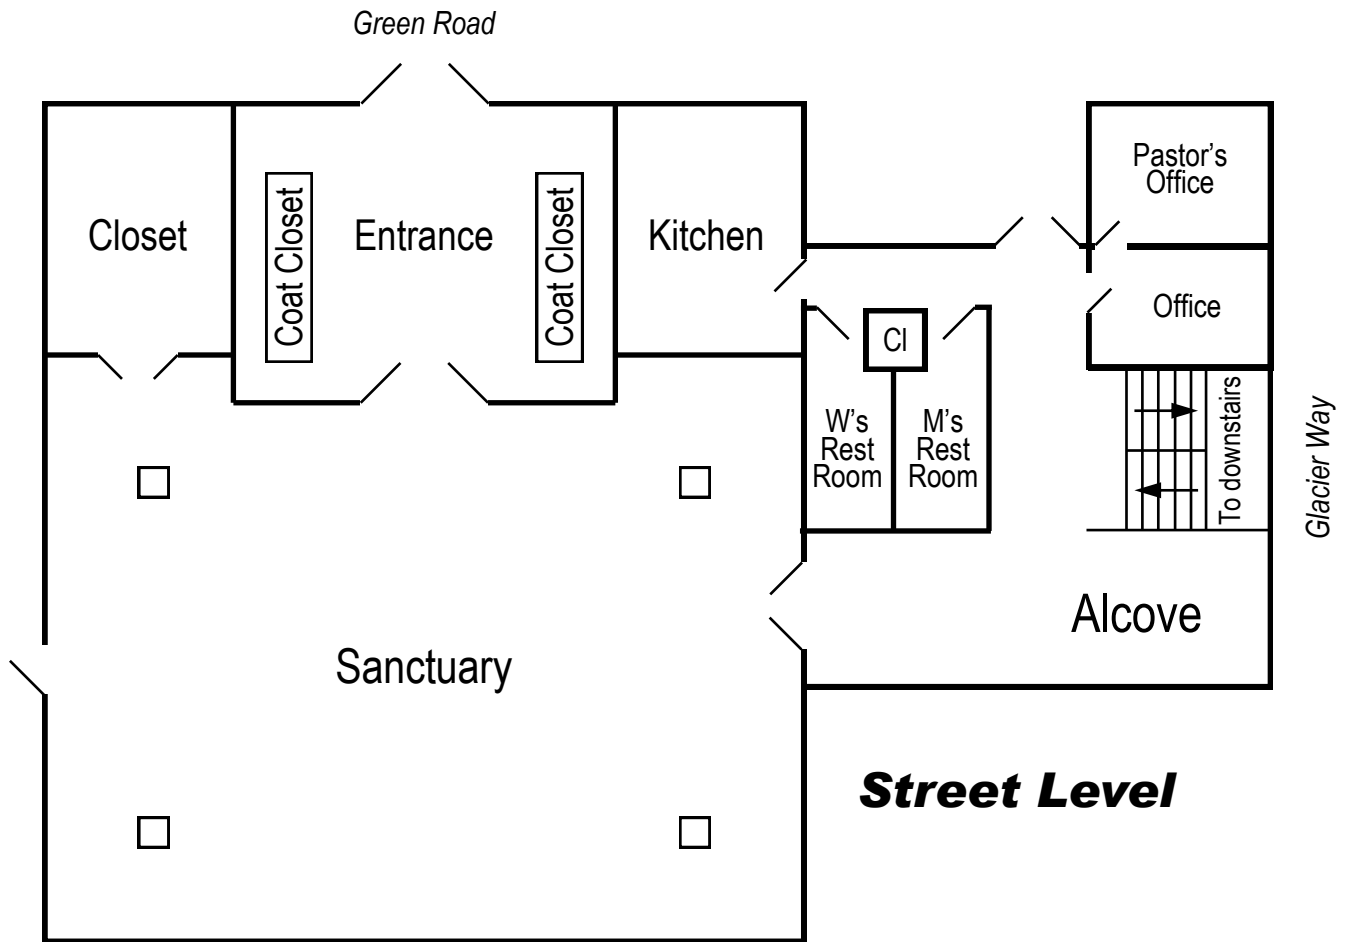 Green Road
Pastor's
Office
Closet
Coat Closet
Entrance
Coat Closet
Kitchen
Office
Cl
W's
Rest
Room
M's
Rest
Room
To downstairs
Glacier Way
Alcove
Sanctuary
Street Level